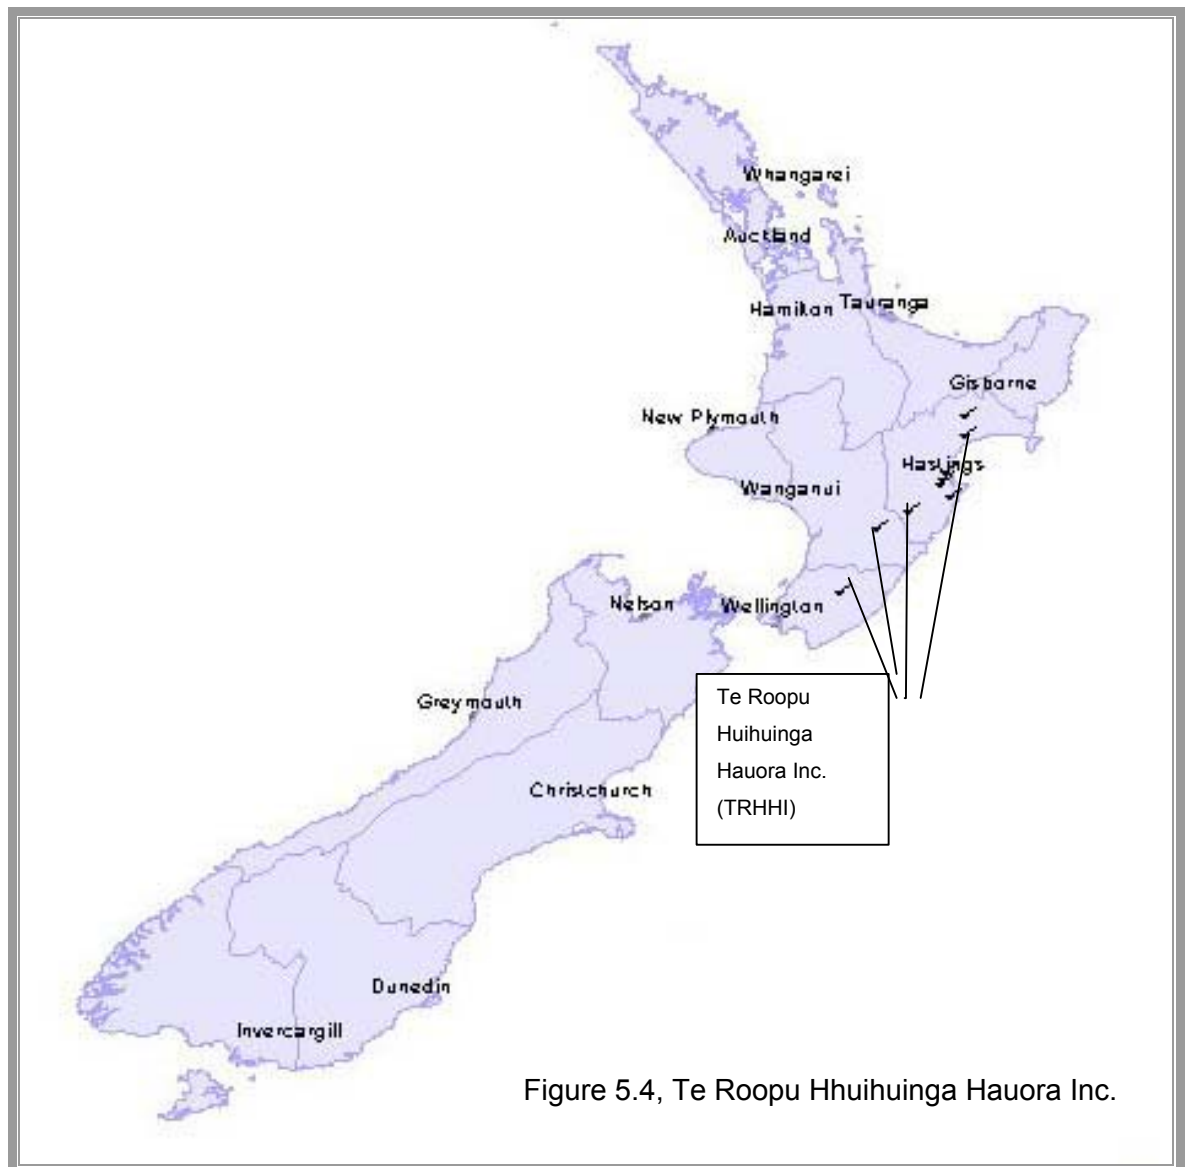 Whangarei
Auckland
Hamilton
Tauranga
Gisborne
New Plymouth
Hastings
Wanganui
Nelson
Wellington
Te Roopu
Huihuinga
Hauora Inc.
(TRHHI)
Greymouth
Christchurch
Dunedin
Invercargill
Figure 5.4, Te Roopu Hhuihuinga Hauora Inc.